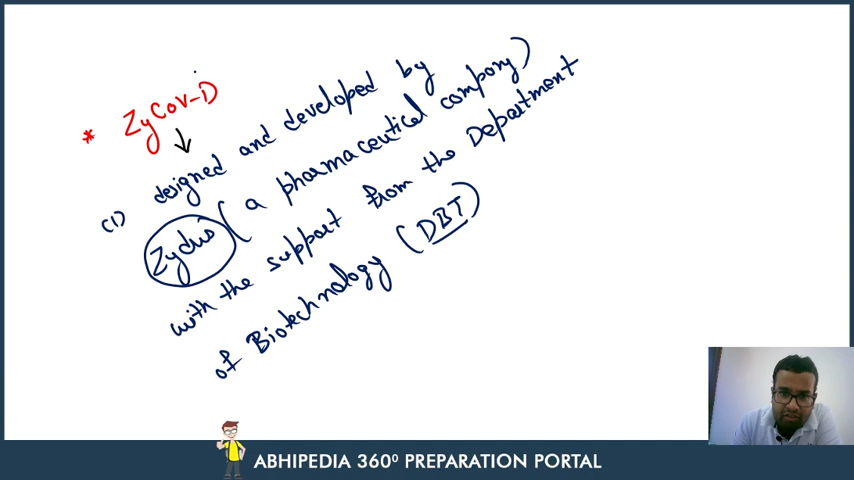 * ZyCoV-D
(1) designed and developed by
Zydus (a pharmaceutical company)
with the support from the Department
of Biotechnology (DBT)
ABHIPEDIA 360° PREPARATION PORTAL